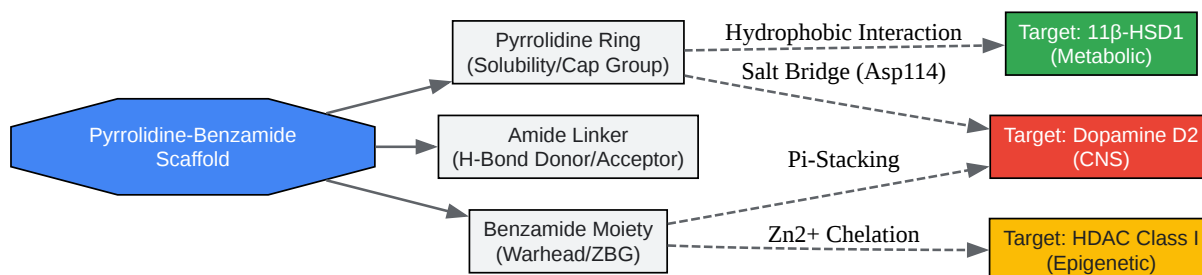 Pyrrolidine-Benzamide
Scaffold
Pyrrolidine Ring
(Solubility/Cap Group)
Amide Linker
(H-Bond Donor/Acceptor)
Benzamide Moiety
(Warhead/ZBG)
Hydrophobic Interaction
Salt Bridge (Asp114)
Pi-Stacking
Zn2+ Chelation
Target: 11β-HSD1
(Metabolic)
Target: Dopamine D2
(CNS)
Target: HDAC Class I
(Epigenetic)